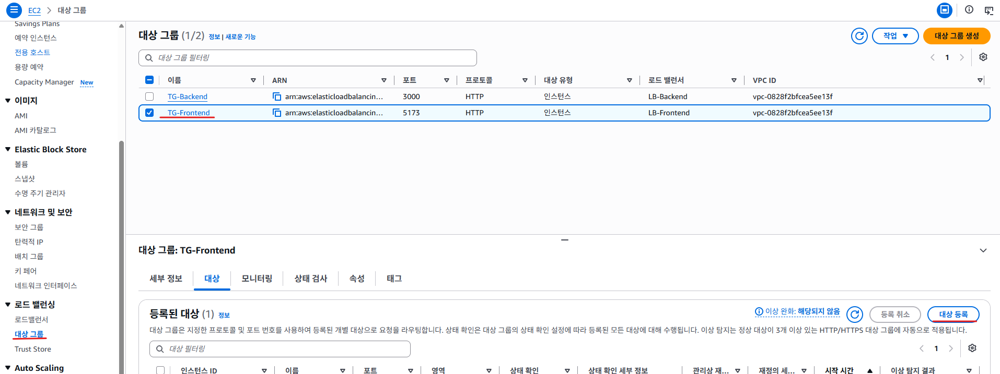 EC2 > 대상 그룹
Savings Plans
예약 인스턴스
전용 호스트
용량 예약
Capacity Manager New
이미지
AMI
AMI 카탈로그
Elastic Block Store
볼륨
스냅샷
수명 주기 관리자
네트워크 및 보안
보안 그룹
탄력적 IP
배치 그룹
키 페어
네트워크 인터페이스
로드 밸런싱
로드밸런서
대상 그룹
Trust Store
Auto Scaling
대상 그룹 (1/2) 정보 | 새로운 기능
작업
대상 그룹 생성
대상 그룹 필터링
1
이름 ARN 포트 프로토콜 대상 유형 로드 밸런서 VPC ID
TG-Backend arn:aws:elasticloadbalancin... 3000 HTTP 인스턴스 LB-Backend vpc-0828f2bfcea5ee13f
TG-Frontend arn:aws:elasticloadbalancin... 5173 HTTP 인스턴스 LB-Frontend vpc-0828f2bfcea5ee13f
대상 그룹: TG-Frontend
세부 정보 대상 모니터링 상태 검사 속성 태그
등록된 대상 (1) 정보
이상 완화: 해당되지 않음
등록 취소
대상 등록
대상 그룹은 지정한 프로토콜 및 포트 번호를 사용하여 등록된 개별 대상으로 요청을 라우팅합니다. 상태 확인은 대상 그룹의 상태 확인 설정에 따라 등록된 모든 대상에 대해 수행됩니다. 이상 탐지는 정상 대상이 3개 이상 있는 HTTP/HTTPS 대상 그룹에 자동으로 적용됩니다.
대상 필터링
1
인스턴스 ID 이름 포트 영역 상태 확인 상태 확인 세부 정보 관리상 재... 재정의 세... 시작 시간 이상 탐지 결과